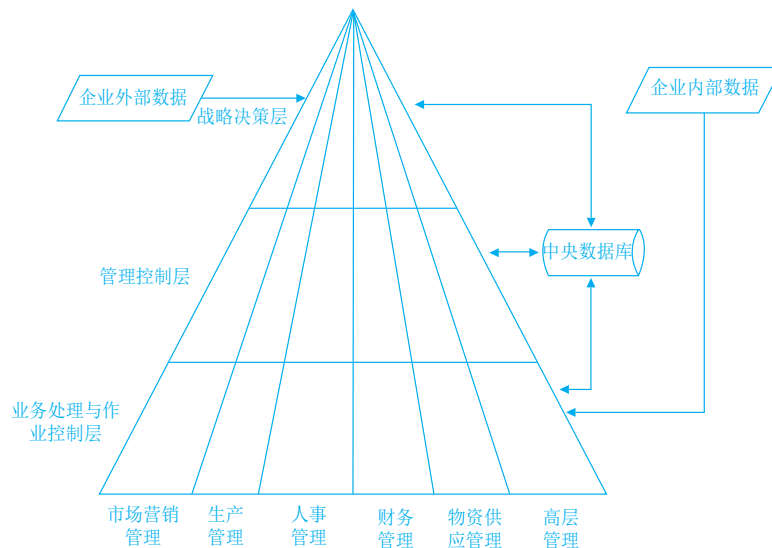 企业外部数据
企业内部数据
战略决策层
中央数据库
管理控制层
业务处理与作
业控制层
市场营销
管理
生产
管理
人事
管理
财务
管理
物资供
应管理
高层
管理